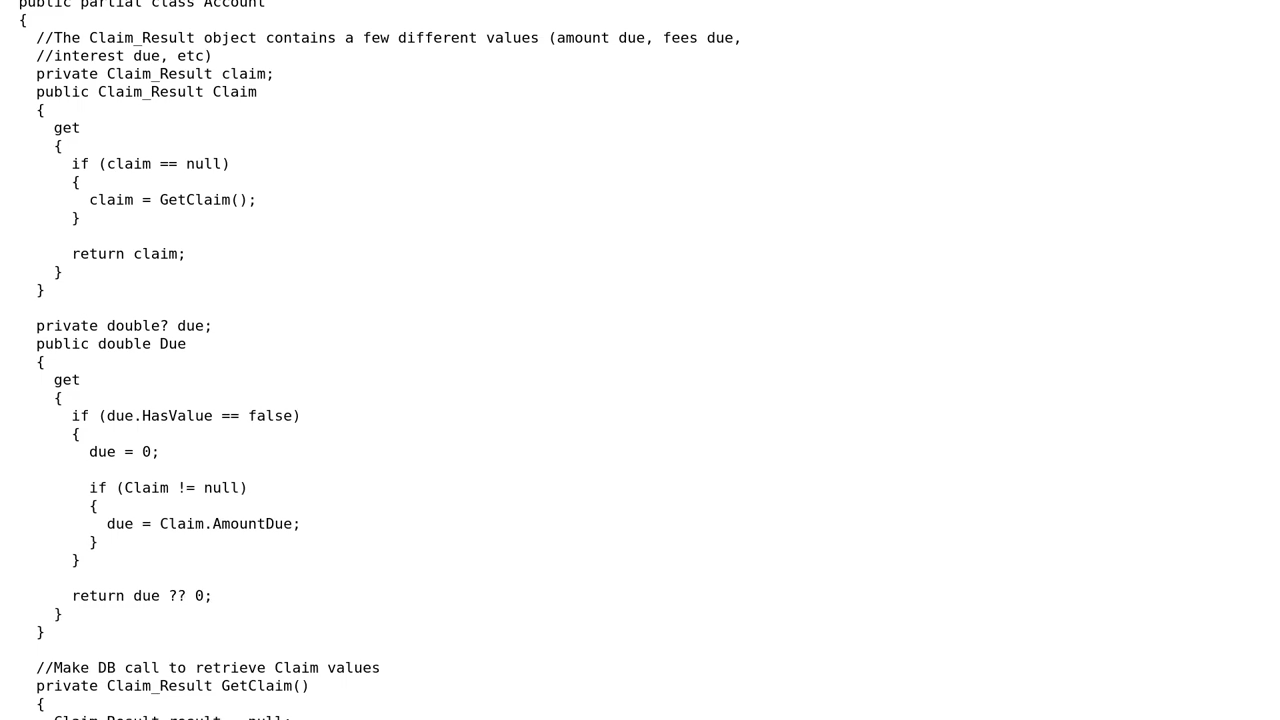 public partial class Account
{
//The Claim_Result object contains a few different values (amount due, fees due,
//interest due, etc)
private Claim_Result claim;
public Claim_Result Claim
{
get
{
if (claim == null)
{
claim = GetClaim();
}
return claim;
}
}
private double? due;
public double Due
{
get
{
if (due.HasValue == false)
{
due = 0;
if (Claim != null)
{
due = Claim.AmountDue;
}
}
return due ?? 0;
}
}
//Make DB call to retrieve Claim values
private Claim_Result GetClaim()
{
Claim_Result result = null;